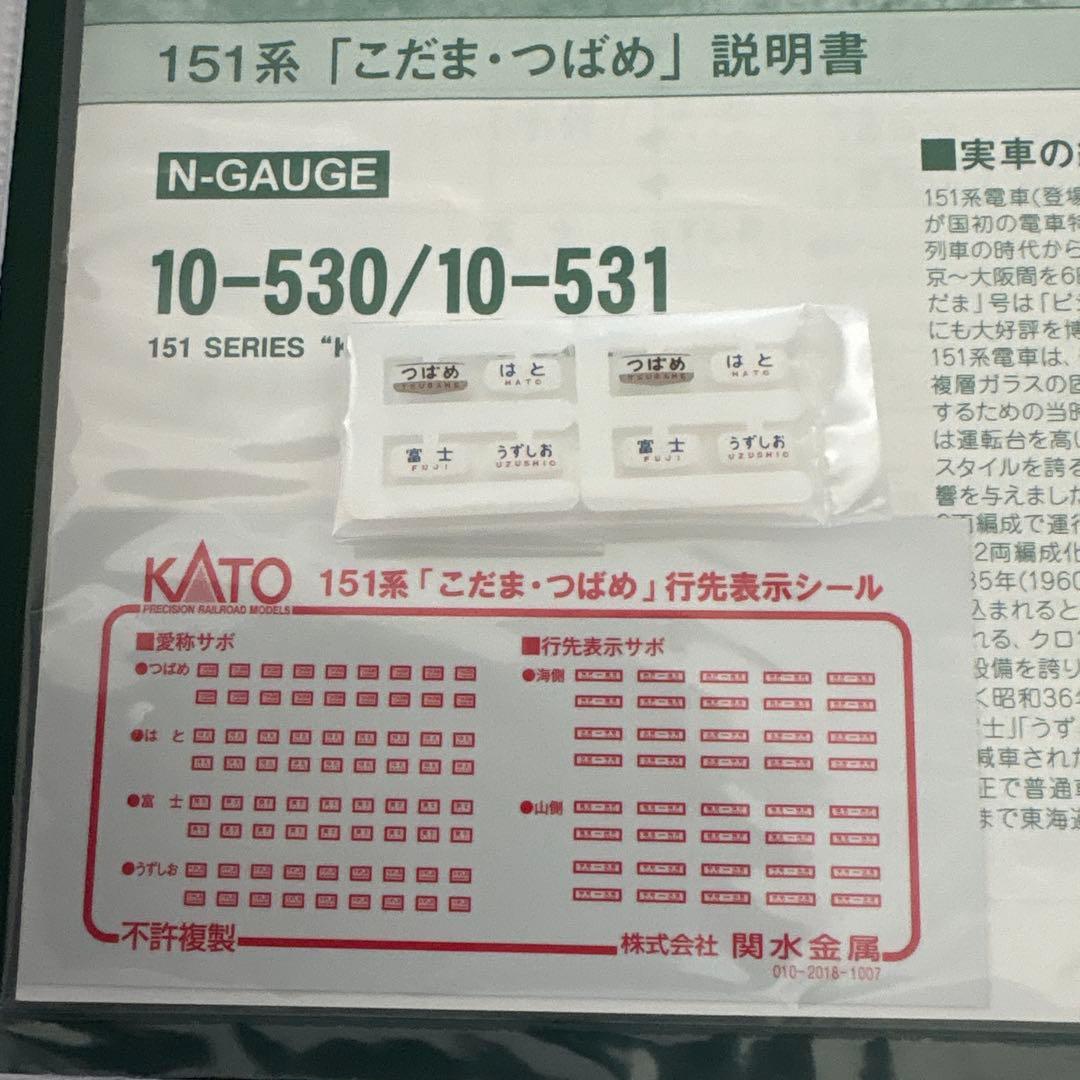 151系「こだま・つばめ」説明書
N-GAUGE
10-530/10-531
151 SERIES "K
■実車の
151系電車(登場
が国初の電車特
列車の時代から
京〜大阪間を6
だま」号は「ビ
にも大好評を博
151系電車は、
複層ガラスの固
するための当時
は運転台を高い
スタイルを誇る
響を与えました
両編成で運行
2両編成化
35年(1960
込まれると
れる、クロ
設備を誇り
く昭和36年
士」「うず
減車された
正で普通車
まで東海道
つばめ
TSUBAME
はと
HATO
つばめ
TSUBAME
はと
HATO
富士
FUJI
うずしお
UZUSHIO
富士
FUJI
うずしお
UZUSHIO
KATO
PRECISION RAILROAD MODELS
151系「こだま・つばめ」行先表示シール
■愛称サボ
●つばめ
●は と
●富 士
●うずしお
■行先表示サボ
●海側
●山側
不許複製
株式会社 関水金属
010-2018-1007